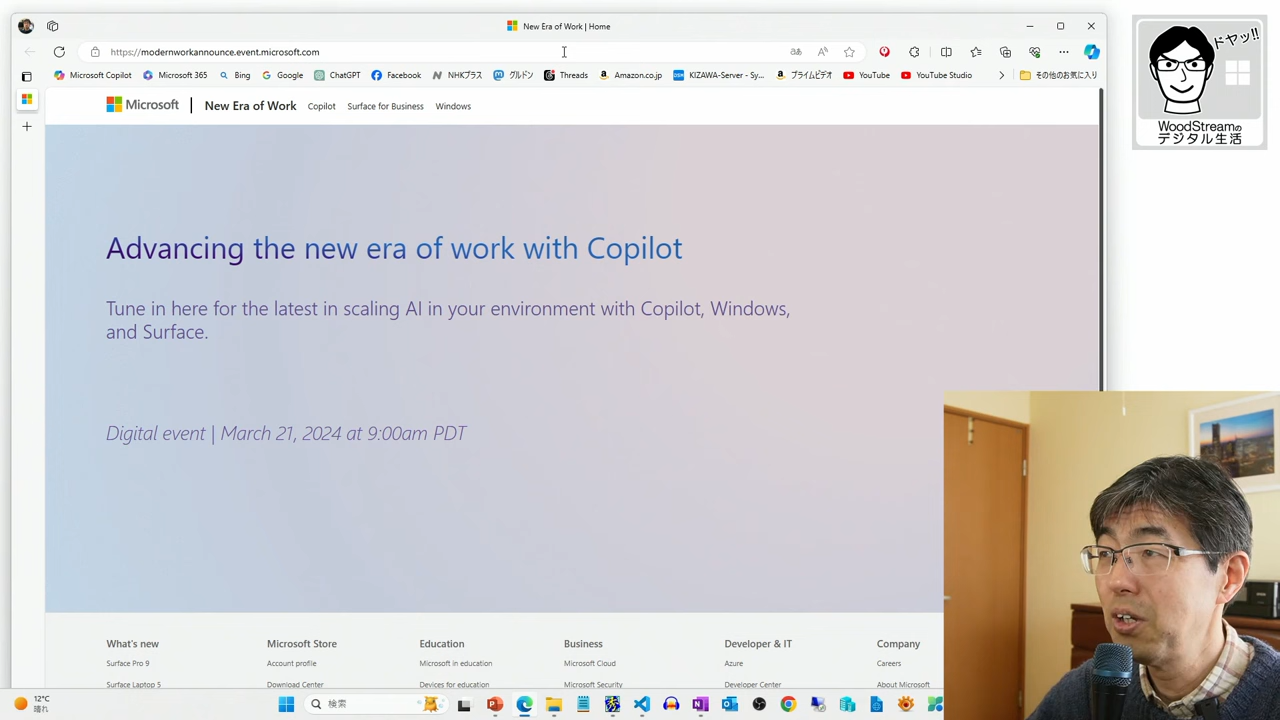 New Era of Work | Home
https://modernworkannounce.event.microsoft.com
Microsoft Copilot
Microsoft 365
Bing
Google
ChatGPT
Facebook
NHKプラス
グルドン
Threads
Amazon.co.jp
KIZAWA-Server - Sy...
プライムビデオ
YouTube
YouTube Studio
その他のお気に入り
Microsoft
New Era of Work
Copilot
Surface for Business
Windows
Advancing the new era of work with Copilot
Tune in here for the latest in scaling AI in your environment with Copilot, Windows,
and Surface.
Digital event | March 21, 2024 at 9:00am PDT
What's new
Microsoft Store
Education
Business
Developer & IT
Company
Surface Pro 9
Account profile
Microsoft in education
Microsoft Cloud
Azure
Careers
Surface Laptop 5
Download Center
Devices for education
Microsoft Security
Developer Center
About Microsoft
12°C
晴れ
検索
ドヤッ!!
WoodStreamの
デジタル生活